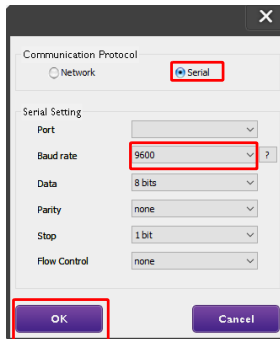 Communication Protocol
Network Serial
Serial Setting
Port
Baud rate 9600 ?
Data 8 bits
Parity none
Stop 1 bit
Flow Control none
OK Cancel